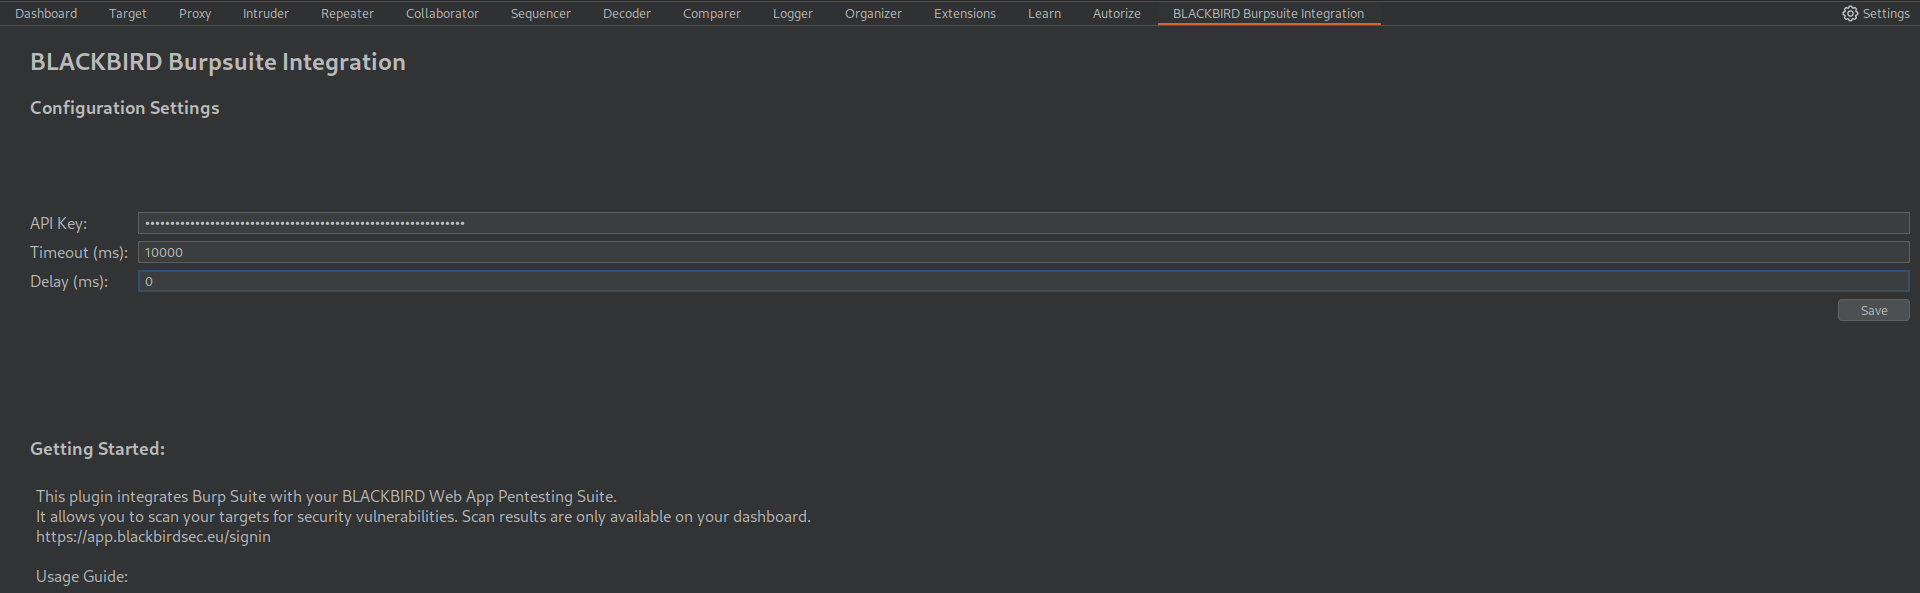 Dashboard Target Proxy Intruder Repeater Collaborator Sequencer Decoder Comparer Logger Organizer Extensions Learn Autorize BLACKBIRD Burpsuite Integration Settings
BLACKBIRD Burpsuite Integration
Configuration Settings
API Key: ••••••••••••••••••••••••••••••••••••••••••••••••••••••••••••••••
Timeout (ms): 10000
Delay (ms): 0
Save
Getting Started:
This plugin integrates Burp Suite with your BLACKBIRD Web App Pentesting Suite.
It allows you to scan your targets for security vulnerabilities. Scan results are only available on your dashboard.
https://app.blackbirdsec.eu/signin
Usage Guide: